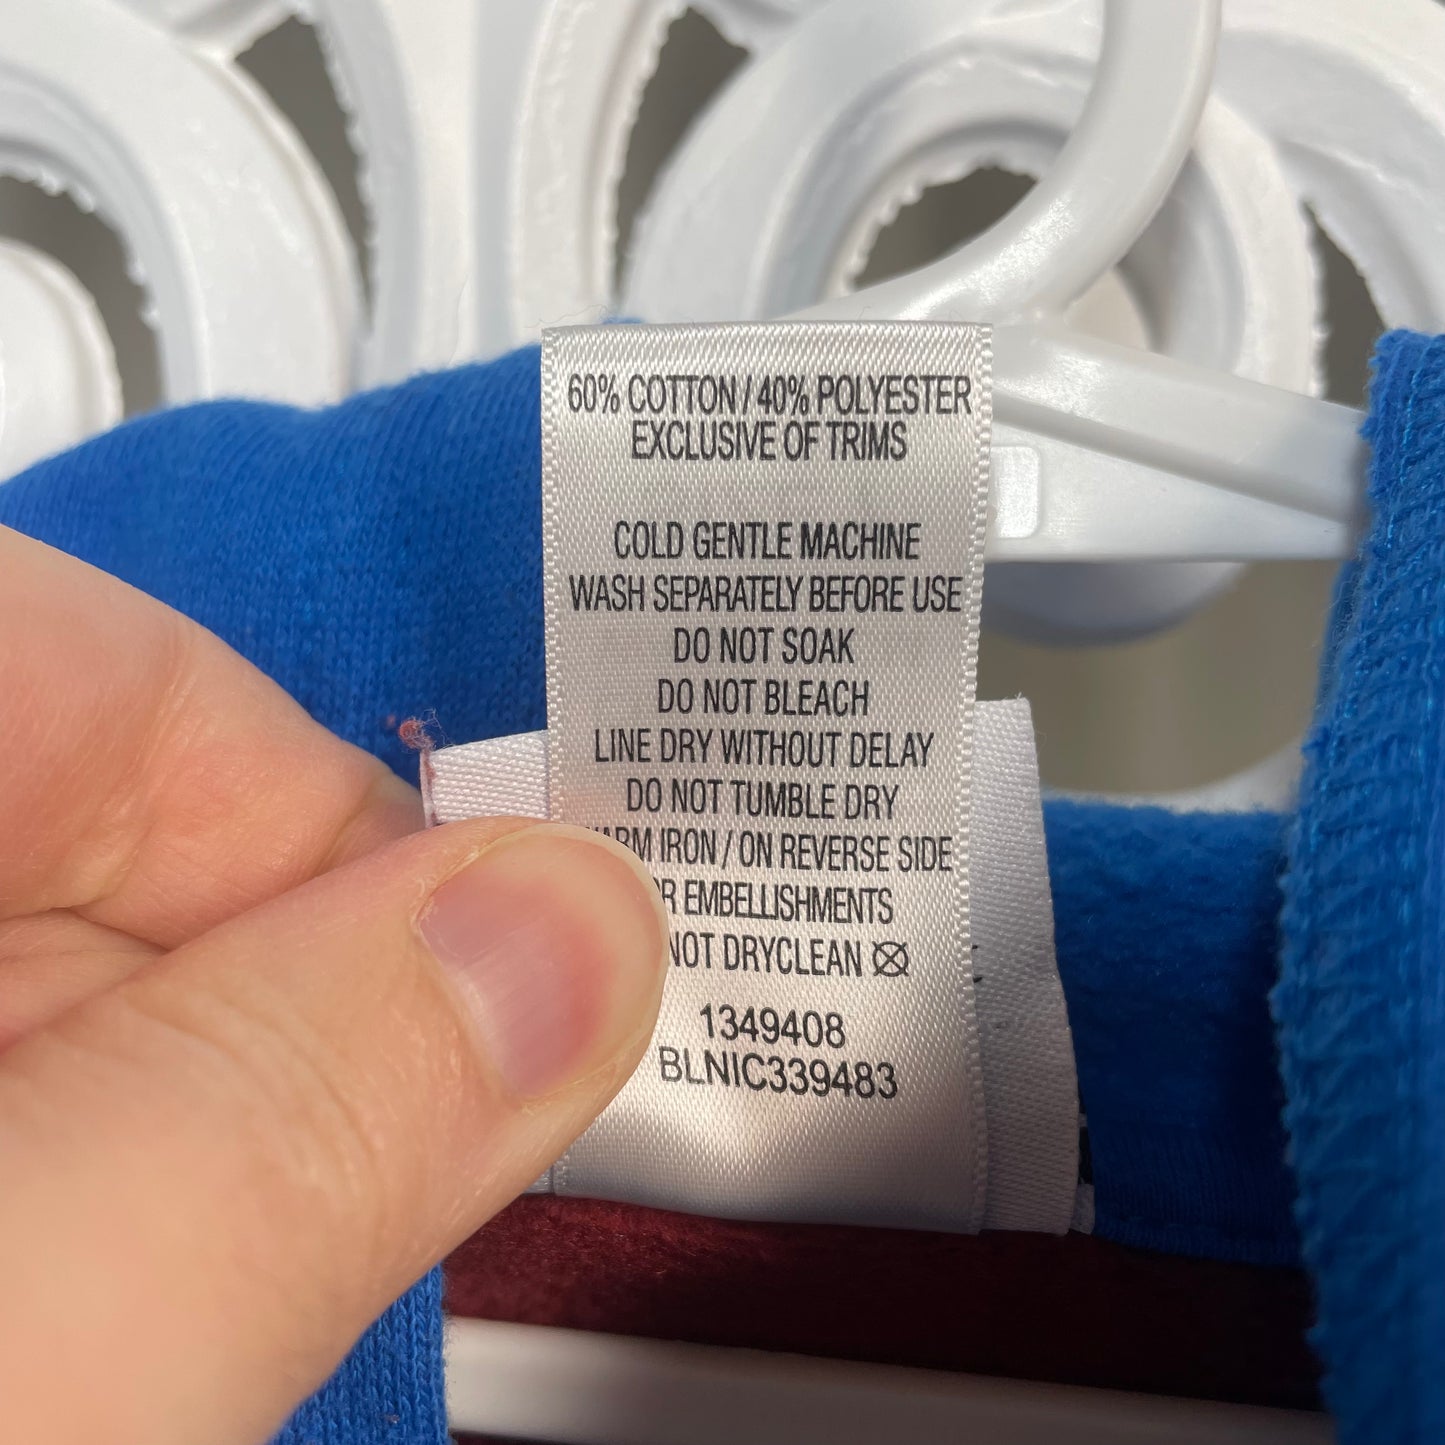 60% COTTON / 40% POLYESTER
EXCLUSIVE OF TRIMS
COLD GENTLE MACHINE
WASH SEPARATELY BEFORE USE
DO NOT SOAK
DO NOT BLEACH
LINE DRY WITHOUT DELAY
DO NOT TUMBLE DRY
IRON / ON REVERSE SIDE
EMBELLISHMENTS
NOT DRYCLEAN
1349408
BLNIC339483